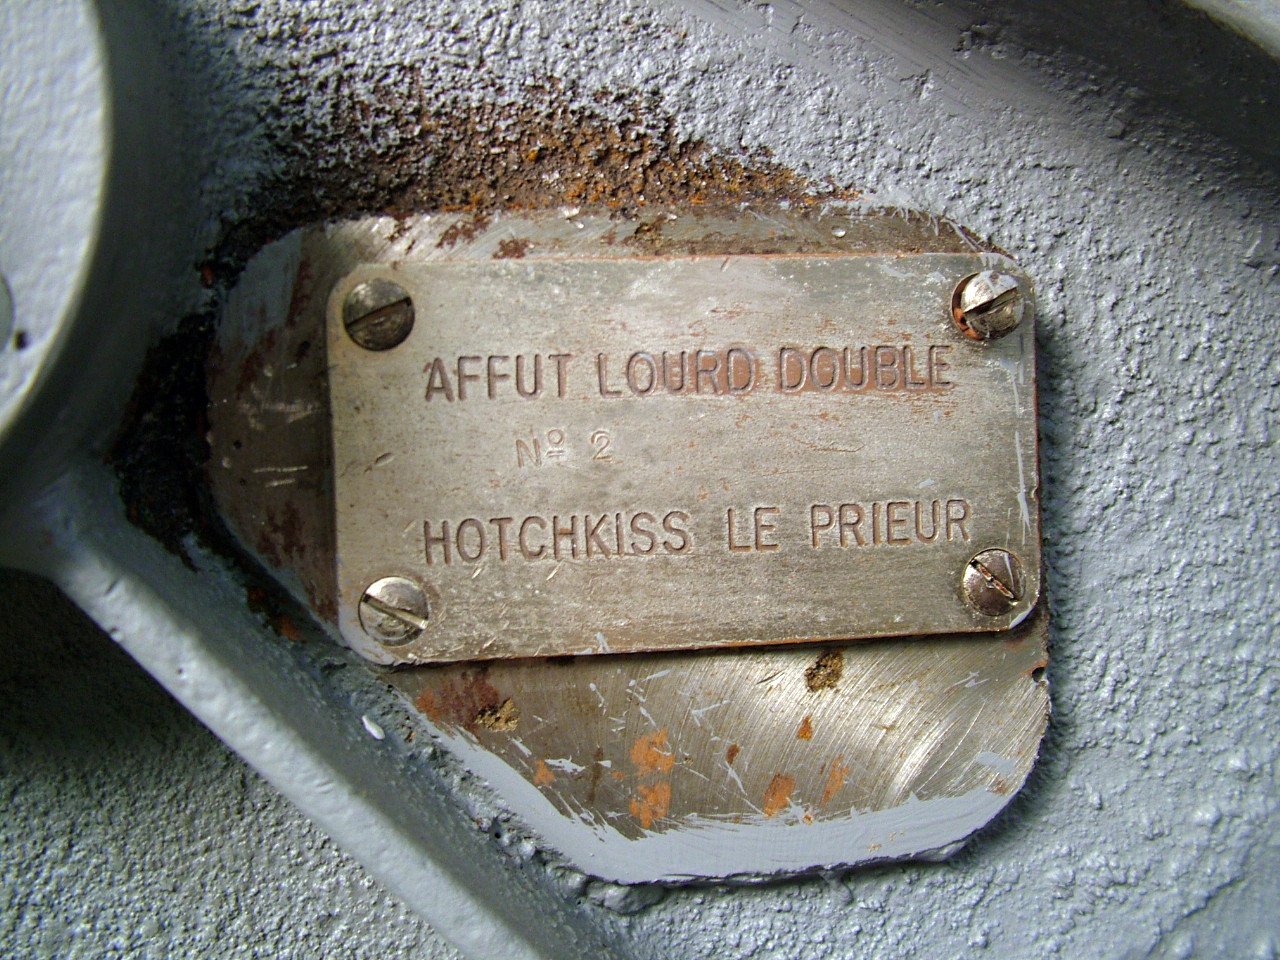 AFFUT LOURD DOUBLE
Nº 2
HOTCHKISS LE PRIEUR